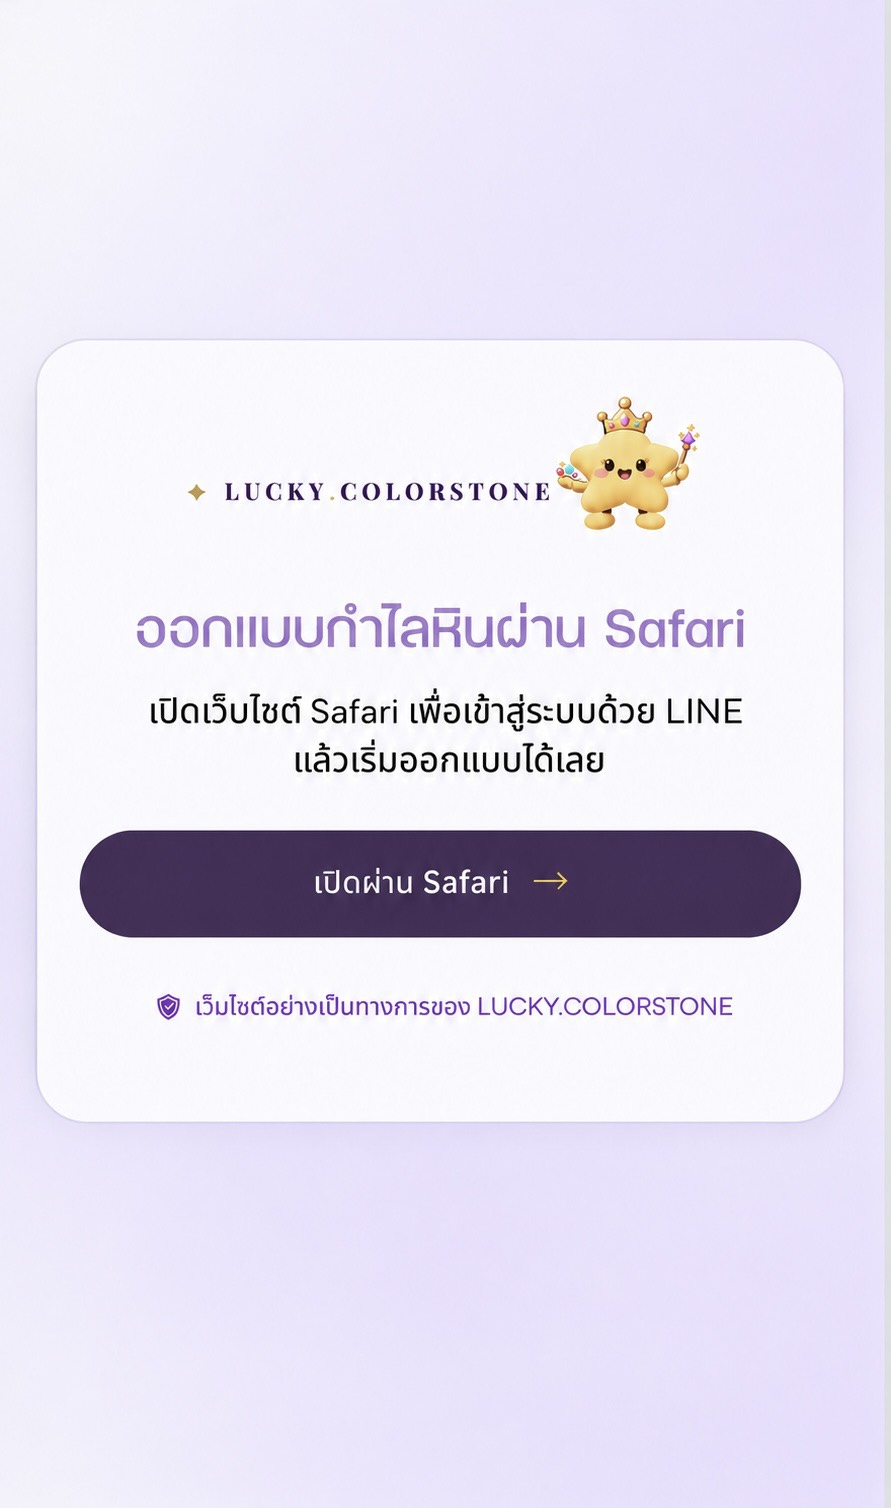 LUCKY.COLORSTONE
ออกแบบกำไลหินผ่าน Safari
เปิดเว็บไซต์ Safari เพื่อเข้าสู่ระบบด้วย LINE
แล้วเริ่มออกแบบได้เลย
เปิดผ่าน Safari →
เว็มไซต์อย่างเป็นทางการของ LUCKY.COLORSTONE